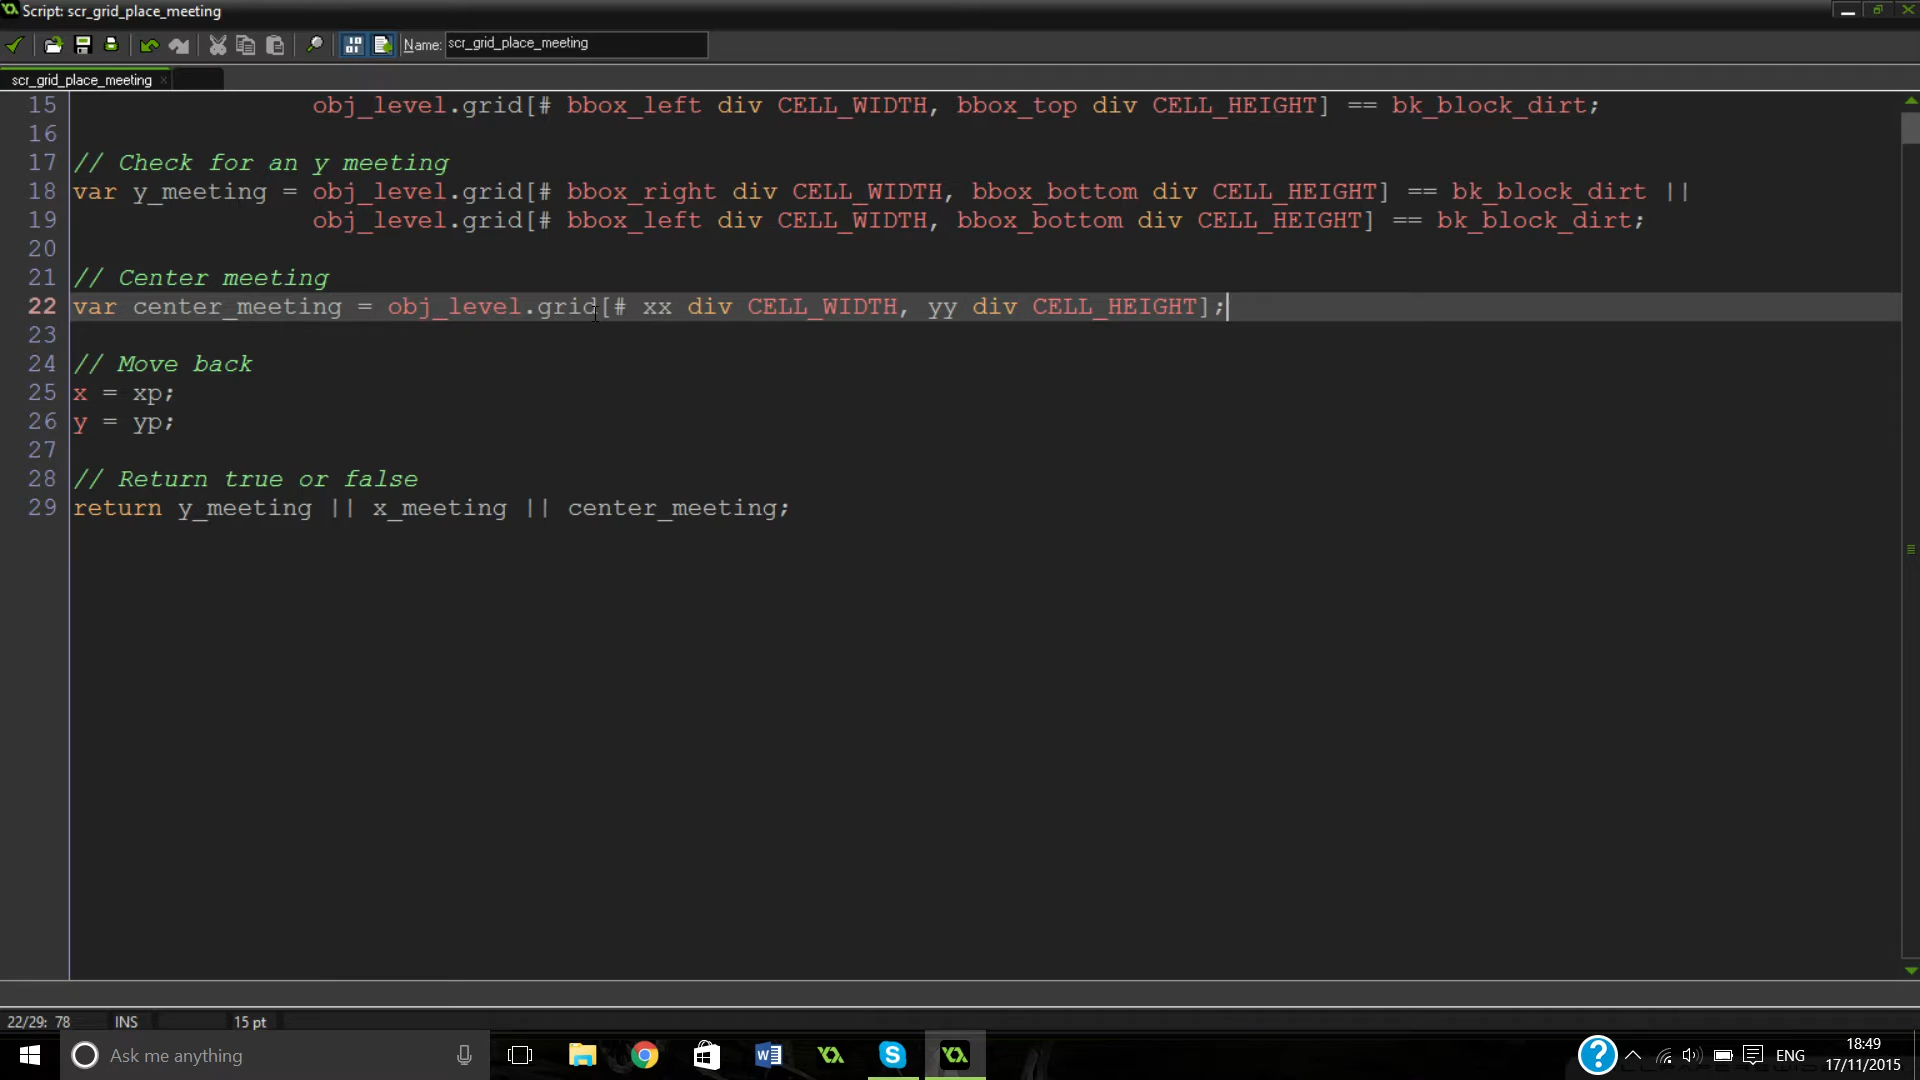 Script: scr_grid_place_meeting
Name: scr_grid_place_meeting
scr_grid_place_meeting
15 obj_level.grid[# bbox_left div CELL_WIDTH, bbox_top div CELL_HEIGHT] == bk_block_dirt;
16
17 // Check for an y meeting
18 var y_meeting = obj_level.grid[# bbox_right div CELL_WIDTH, bbox_bottom div CELL_HEIGHT] == bk_block_dirt ||
19 obj_level.grid[# bbox_left div CELL_WIDTH, bbox_bottom div CELL_HEIGHT] == bk_block_dirt;
20
21 // Center meeting
22 var center_meeting = obj_level.grid[# xx div CELL_WIDTH, yy div CELL_HEIGHT];
23
24 // Move back
25 x = xp;
26 y = yp;
27
28 // Return true or false
29 return y_meeting || x_meeting || center_meeting;
22/29: 78 INS 15 pt
Ask me anything
ENG
18:49
17/11/2015